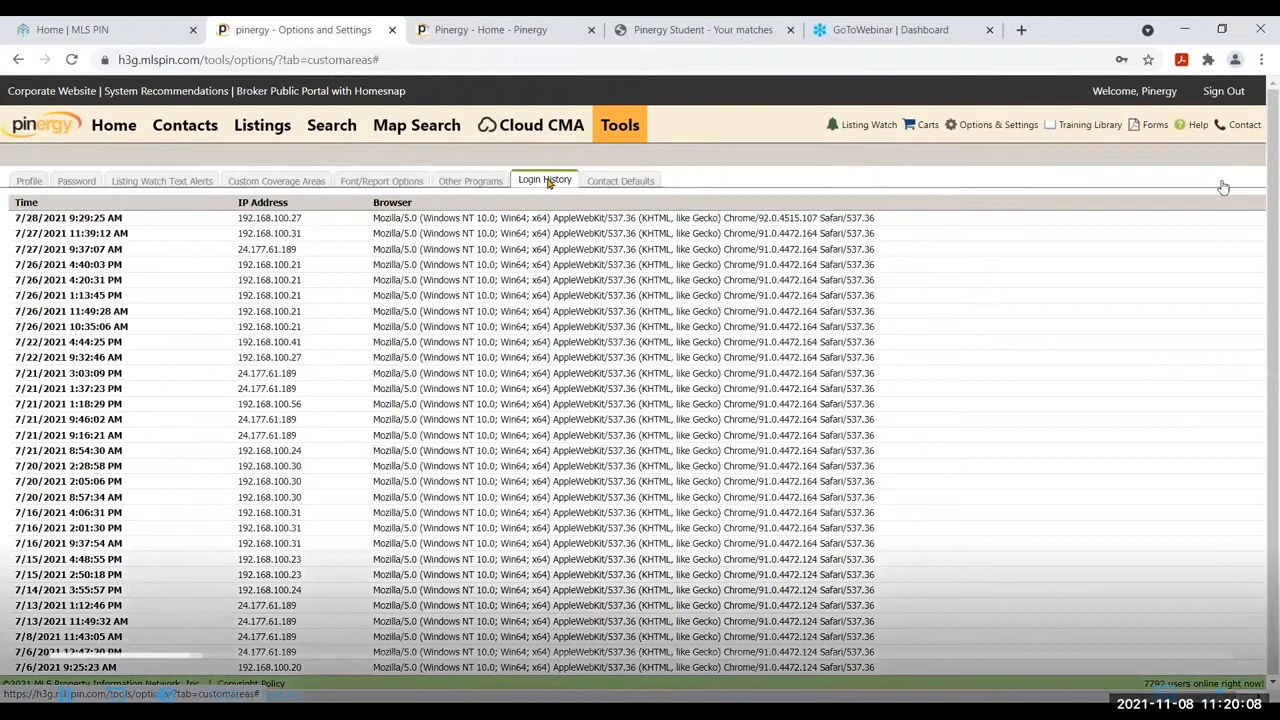 Home | MLS PIN
pinergy - Options and Settings
Pinergy - Home - Pinergy
Pinergy Student - Your matches
GoToWebinar | Dashboard
h3g.mlspin.com/tools/options/?tab=customareas#
Corporate Website | System Recommendations | Broker Public Portal with Homesnap
Welcome, Pinergy
Sign Out
pinergy
Home
Contacts
Listings
Search
Map Search
Cloud CMA
Tools
Listing Watch
Carts
Options & Settings
Training Library
Forms
Help
Contact
Profile
Password
Listing Watch Text Alerts
Custom Coverage Areas
Font/Report Options
Other Programs
Login History
Contact Defaults
Time IP Address Browser
7/28/2021 9:29:25 AM 192.168.100.27 Mozilla/5.0 (Windows NT 10.0; Win64; x64) AppleWebKit/537.36 (KHTML, like Gecko) Chrome/92.0.4515.107 Safari/537.36
7/27/2021 11:39:12 AM 192.168.100.31 Mozilla/5.0 (Windows NT 10.0; Win64; x64) AppleWebKit/537.36 (KHTML, like Gecko) Chrome/91.0.4472.164 Safari/537.36
7/27/2021 9:37:07 AM 24.177.61.189 Mozilla/5.0 (Windows NT 10.0; Win64; x64) AppleWebKit/537.36 (KHTML, like Gecko) Chrome/91.0.4472.164 Safari/537.36
7/26/2021 4:40:03 PM 192.168.100.21 Mozilla/5.0 (Windows NT 10.0; Win64; x64) AppleWebKit/537.36 (KHTML, like Gecko) Chrome/91.0.4472.164 Safari/537.36
7/26/2021 4:20:31 PM 192.168.100.21 Mozilla/5.0 (Windows NT 10.0; Win64; x64) AppleWebKit/537.36 (KHTML, like Gecko) Chrome/91.0.4472.164 Safari/537.36
7/26/2021 1:13:45 PM 192.168.100.21 Mozilla/5.0 (Windows NT 10.0; Win64; x64) AppleWebKit/537.36 (KHTML, like Gecko) Chrome/91.0.4472.164 Safari/537.36
7/26/2021 11:49:28 AM 192.168.100.21 Mozilla/5.0 (Windows NT 10.0; Win64; x64) AppleWebKit/537.36 (KHTML, like Gecko) Chrome/91.0.4472.164 Safari/537.36
7/26/2021 10:35:06 AM 192.168.100.21 Mozilla/5.0 (Windows NT 10.0; Win64; x64) AppleWebKit/537.36 (KHTML, like Gecko) Chrome/91.0.4472.164 Safari/537.36
7/22/2021 4:44:25 PM 192.168.100.41 Mozilla/5.0 (Windows NT 10.0; Win64; x64) AppleWebKit/537.36 (KHTML, like Gecko) Chrome/91.0.4472.164 Safari/537.36
7/22/2021 9:32:46 AM 192.168.100.27 Mozilla/5.0 (Windows NT 10.0; Win64; x64) AppleWebKit/537.36 (KHTML, like Gecko) Chrome/91.0.4472.164 Safari/537.36
7/21/2021 3:03:09 PM 24.177.61.189 Mozilla/5.0 (Windows NT 10.0; Win64; x64) AppleWebKit/537.36 (KHTML, like Gecko) Chrome/91.0.4472.164 Safari/537.36
7/21/2021 1:37:23 PM 24.177.61.189 Mozilla/5.0 (Windows NT 10.0; Win64; x64) AppleWebKit/537.36 (KHTML, like Gecko) Chrome/91.0.4472.164 Safari/537.36
7/21/2021 1:18:29 PM 192.168.100.56 Mozilla/5.0 (Windows NT 10.0; Win64; x64) AppleWebKit/537.36 (KHTML, like Gecko) Chrome/91.0.4472.164 Safari/537.36
7/21/2021 9:46:02 AM 24.177.61.189 Mozilla/5.0 (Windows NT 10.0; Win64; x64) AppleWebKit/537.36 (KHTML, like Gecko) Chrome/91.0.4472.164 Safari/537.36
7/21/2021 9:16:21 AM 24.177.61.189 Mozilla/5.0 (Windows NT 10.0; Win64; x64) AppleWebKit/537.36 (KHTML, like Gecko) Chrome/91.0.4472.164 Safari/537.36
7/21/2021 8:54:30 AM 192.168.100.24 Mozilla/5.0 (Windows NT 10.0; Win64; x64) AppleWebKit/537.36 (KHTML, like Gecko) Chrome/91.0.4472.164 Safari/537.36
7/20/2021 2:28:58 PM 192.168.100.30 Mozilla/5.0 (Windows NT 10.0; Win64; x64) AppleWebKit/537.36 (KHTML, like Gecko) Chrome/91.0.4472.164 Safari/537.36
7/20/2021 2:05:06 PM 192.168.100.30 Mozilla/5.0 (Windows NT 10.0; Win64; x64) AppleWebKit/537.36 (KHTML, like Gecko) Chrome/91.0.4472.164 Safari/537.36
7/20/2021 8:57:34 AM 192.168.100.30 Mozilla/5.0 (Windows NT 10.0; Win64; x64) AppleWebKit/537.36 (KHTML, like Gecko) Chrome/91.0.4472.164 Safari/537.36
7/16/2021 4:06:31 PM 192.168.100.31 Mozilla/5.0 (Windows NT 10.0; Win64; x64) AppleWebKit/537.36 (KHTML, like Gecko) Chrome/91.0.4472.164 Safari/537.36
7/16/2021 2:01:30 PM 192.168.100.31 Mozilla/5.0 (Windows NT 10.0; Win64; x64) AppleWebKit/537.36 (KHTML, like Gecko) Chrome/91.0.4472.164 Safari/537.36
7/16/2021 9:37:54 AM 192.168.100.31 Mozilla/5.0 (Windows NT 10.0; Win64; x64) AppleWebKit/537.36 (KHTML, like Gecko) Chrome/91.0.4472.164 Safari/537.36
7/15/2021 4:48:55 PM 192.168.100.23 Mozilla/5.0 (Windows NT 10.0; Win64; x64) AppleWebKit/537.36 (KHTML, like Gecko) Chrome/91.0.4472.124 Safari/537.36
7/15/2021 2:50:18 PM 192.168.100.23 Mozilla/5.0 (Windows NT 10.0; Win64; x64) AppleWebKit/537.36 (KHTML, like Gecko) Chrome/91.0.4472.124 Safari/537.36
7/14/2021 3:55:57 PM 192.168.100.24 Mozilla/5.0 (Windows NT 10.0; Win64; x64) AppleWebKit/537.36 (KHTML, like Gecko) Chrome/91.0.4472.124 Safari/537.36
7/13/2021 1:12:46 PM 24.177.61.189 Mozilla/5.0 (Windows NT 10.0; Win64; x64) AppleWebKit/537.36 (KHTML, like Gecko) Chrome/91.0.4472.124 Safari/537.36
7/13/2021 11:49:32 AM 24.177.61.189 Mozilla/5.0 (Windows NT 10.0; Win64; x64) AppleWebKit/537.36 (KHTML, like Gecko) Chrome/91.0.4472.124 Safari/537.36
7/8/2021 11:43:05 AM 24.177.61.189 Mozilla/5.0 (Windows NT 10.0; Win64; x64) AppleWebKit/537.36 (KHTML, like Gecko) Chrome/91.0.4472.124 Safari/537.36
7/6/2021 12:47:20 PM 24.177.61.189 Mozilla/5.0 (Windows NT 10.0; Win64; x64) AppleWebKit/537.36 (KHTML, like Gecko) Chrome/91.0.4472.124 Safari/537.36
7/6/2021 9:25:23 AM 192.168.100.20 Mozilla/5.0 (Windows NT 10.0; Win64; x64) AppleWebKit/537.36 (KHTML, like Gecko) Chrome/91.0.4472.124 Safari/537.36
©2021 MLS Property Information Network, Inc. | Copyright Policy
7792 users online right now!
https://h3g.mlspin.com/tools/options/?tab=customareas#
2021-11-08 11:20:08